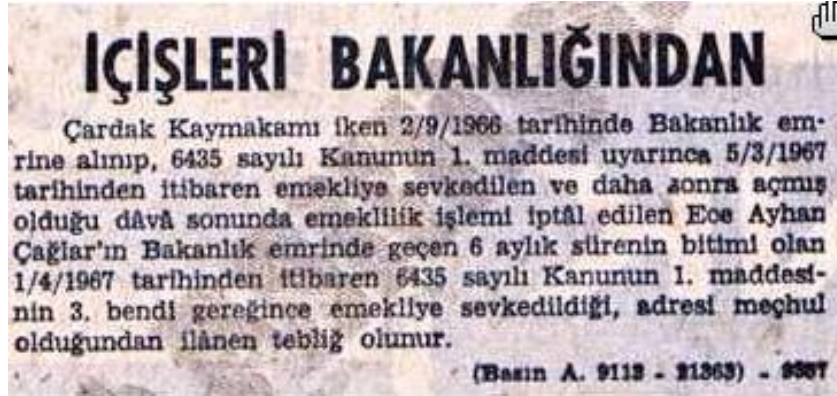 İÇİŞLERİ BAKANLIĞINDAN
Çardak Kaymakamı iken 2/9/1966 tarihinde Bakanlık em-
rine alınıp, 6435 sayılı Kanunun 1. maddesi uyarınca 5/3/1967
tarihinden itibaren emekliye sevkedilen ve daha sonra açmış
olduğu dâvâ sonunda emeklilik işlemi iptâl edilen Ece Ayhan
Çağlar'ın Bakanlık emrinde geçen 6 aylık sürenin bitimi olan
1/4/1967 tarihinden itibaren 6435 sayılı Kanunun 1. maddesi-
nin 3. bendi gereğince emekliye sevkedildiği, adresi meçhul
olduğundan ilânen tebliğ olunur.
(Basın A. 9113 - 21363) -